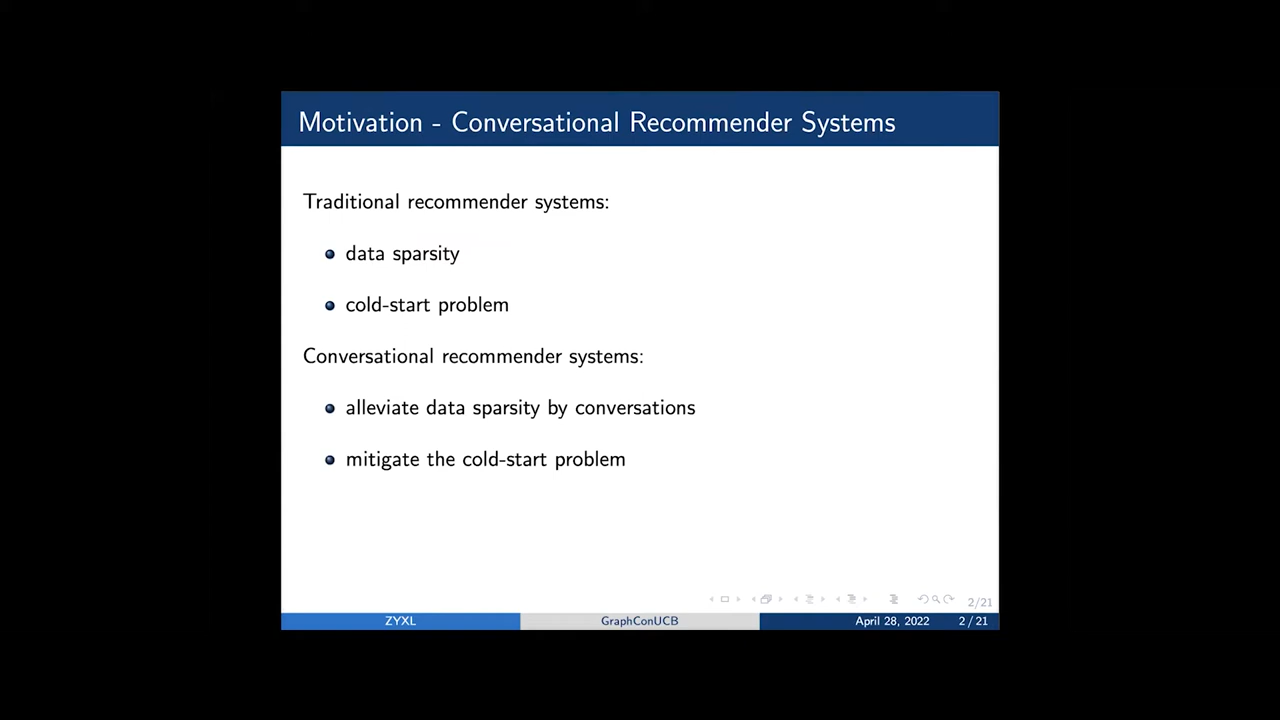 Motivation - Conversational Recommender Systems
Traditional recommender systems:
data sparsity
cold-start problem
Conversational recommender systems:
alleviate data sparsity by conversations
mitigate the cold-start problem
2/21
ZYXL GraphConUCB April 28, 2022 2 / 21